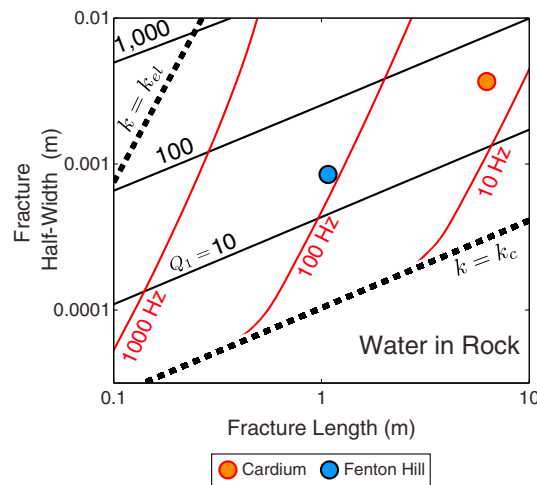 0.01
0.001
0.0001
Fracture
Half-Width (m)
1,000
k = k_el
100
Q_1 = 10
1000 Hz
100 Hz
10 Hz
k = k_c
Water in Rock
0.1
1
10
Fracture Length (m)
Cardium
Fenton Hill